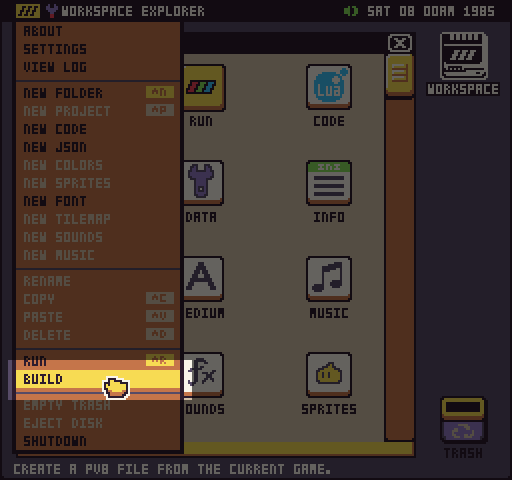 WORKSPACE EXPLORER
SAT 08 00AM 1985
ABOUT
SETTINGS
VIEW LOG
NEW FOLDER ^N
NEW PROJECT ^P
NEW CODE
NEW JSON
NEW COLORS
NEW SPRITES
NEW FONT
NEW TILEMAP
NEW SOUNDS
NEW MUSIC
RENAME
COPY ^C
PASTE ^V
DELETE ^D
RUN ^R
BUILD
EMPTY TRASH
EJECT DISK
SHUTDOWN
RUN
Lua
CODE
DATA
INI
INFO
A
EDIUM
MUSIC
fx
OUNDS
SPRITES
WORKSPACE
TRASH
CREATE A PV8 FILE FROM THE CURRENT GAME.